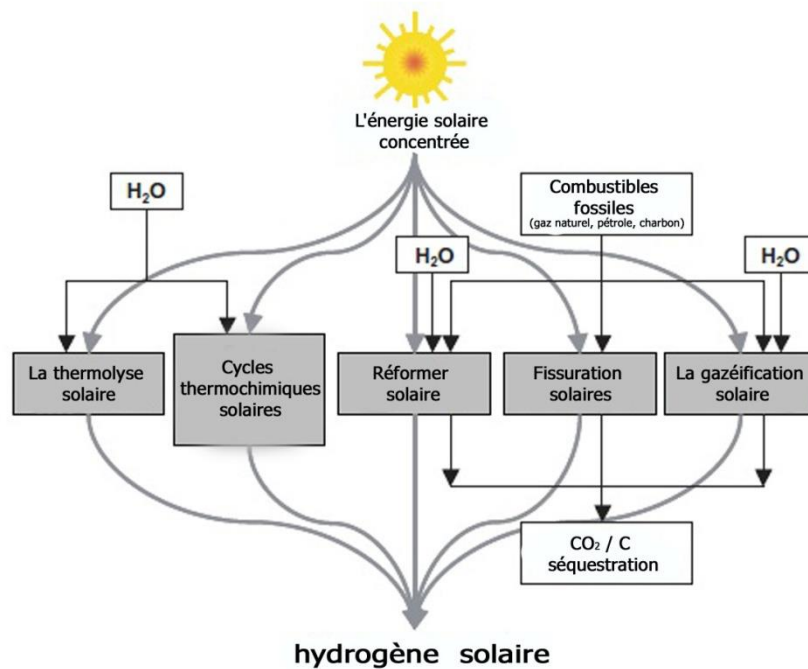 L'énergie solaire
concentrée
H₂O
Combustibles
fossiles
(gaz naturel, pétrole, charbon)
H₂O
H₂O
La thermolyse
solaire
Cycles
thermochimiques
solaires
Réformer
solaire
Fissuration
solaires
La gazéification
solaire
CO₂ / C
séquestration
hydrogène solaire